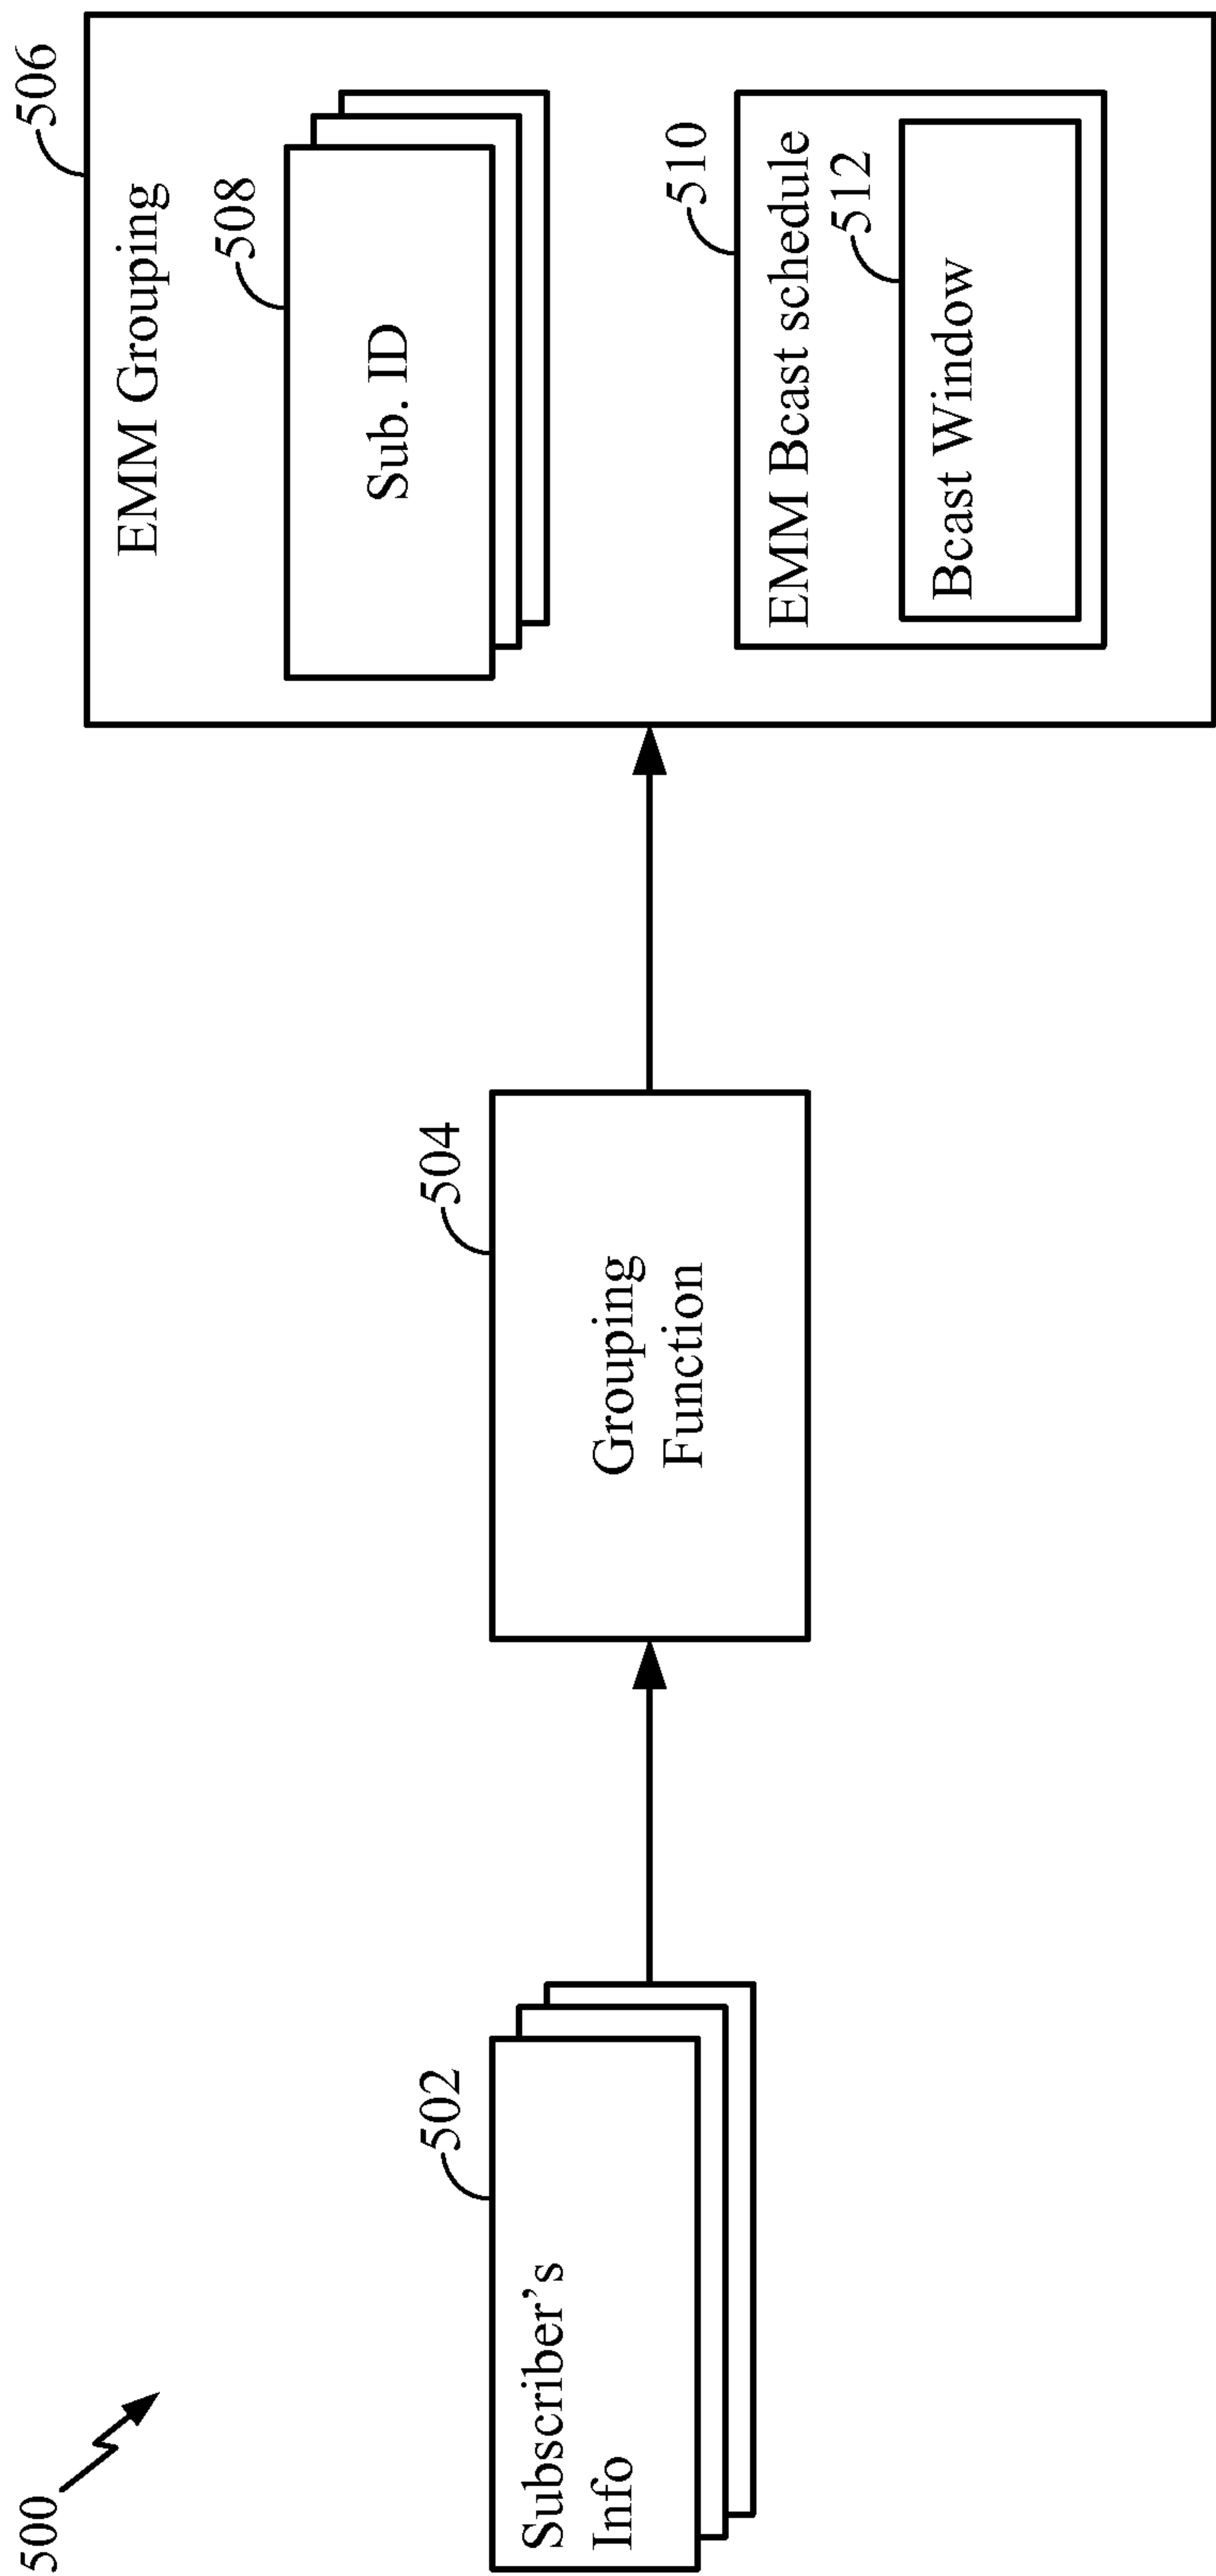 500
502
Subscriber's
Info
504
Grouping
Function
506
EMM Grouping
508
Sub. ID
510
EMM Bcast schedule
512
Bcast Window